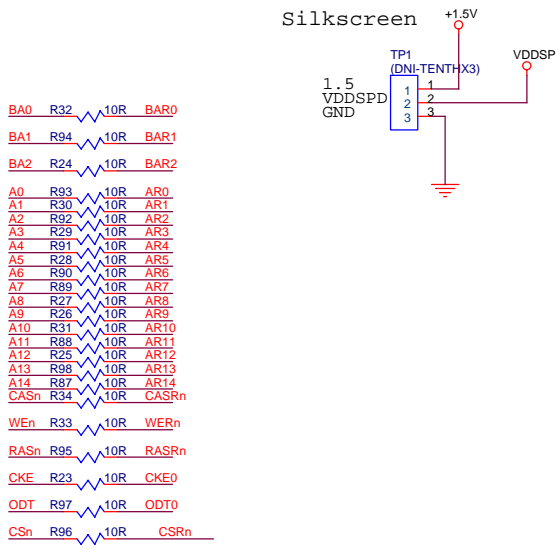 Silkscreen
+1.5V
TP1
(DNI-TENTHX3)
VDDSP
1.5
VDDSPD
GND
1 1
2 2
3 3
BA0 R32 10R BAR0
BA1 R94 10R BAR1
BA2 R24 10R BAR2
A0 R93 10R AR0
A1 R30 10R AR1
A2 R92 10R AR2
A3 R29 10R AR3
A4 R91 10R AR4
A5 R28 10R AR5
A6 R90 10R AR6
A7 R89 10R AR7
A8 R27 10R AR8
A9 R26 10R AR9
A10 R31 10R AR10
A11 R88 10R AR11
A12 R25 10R AR12
A13 R98 10R AR13
A14 R87 10R AR14
CASn R34 10R CASRn
WEn R33 10R WERn
RASn R95 10R RASRn
CKE R23 10R CKE0
ODT R97 10R ODT0
CSn R96 10R CSRn